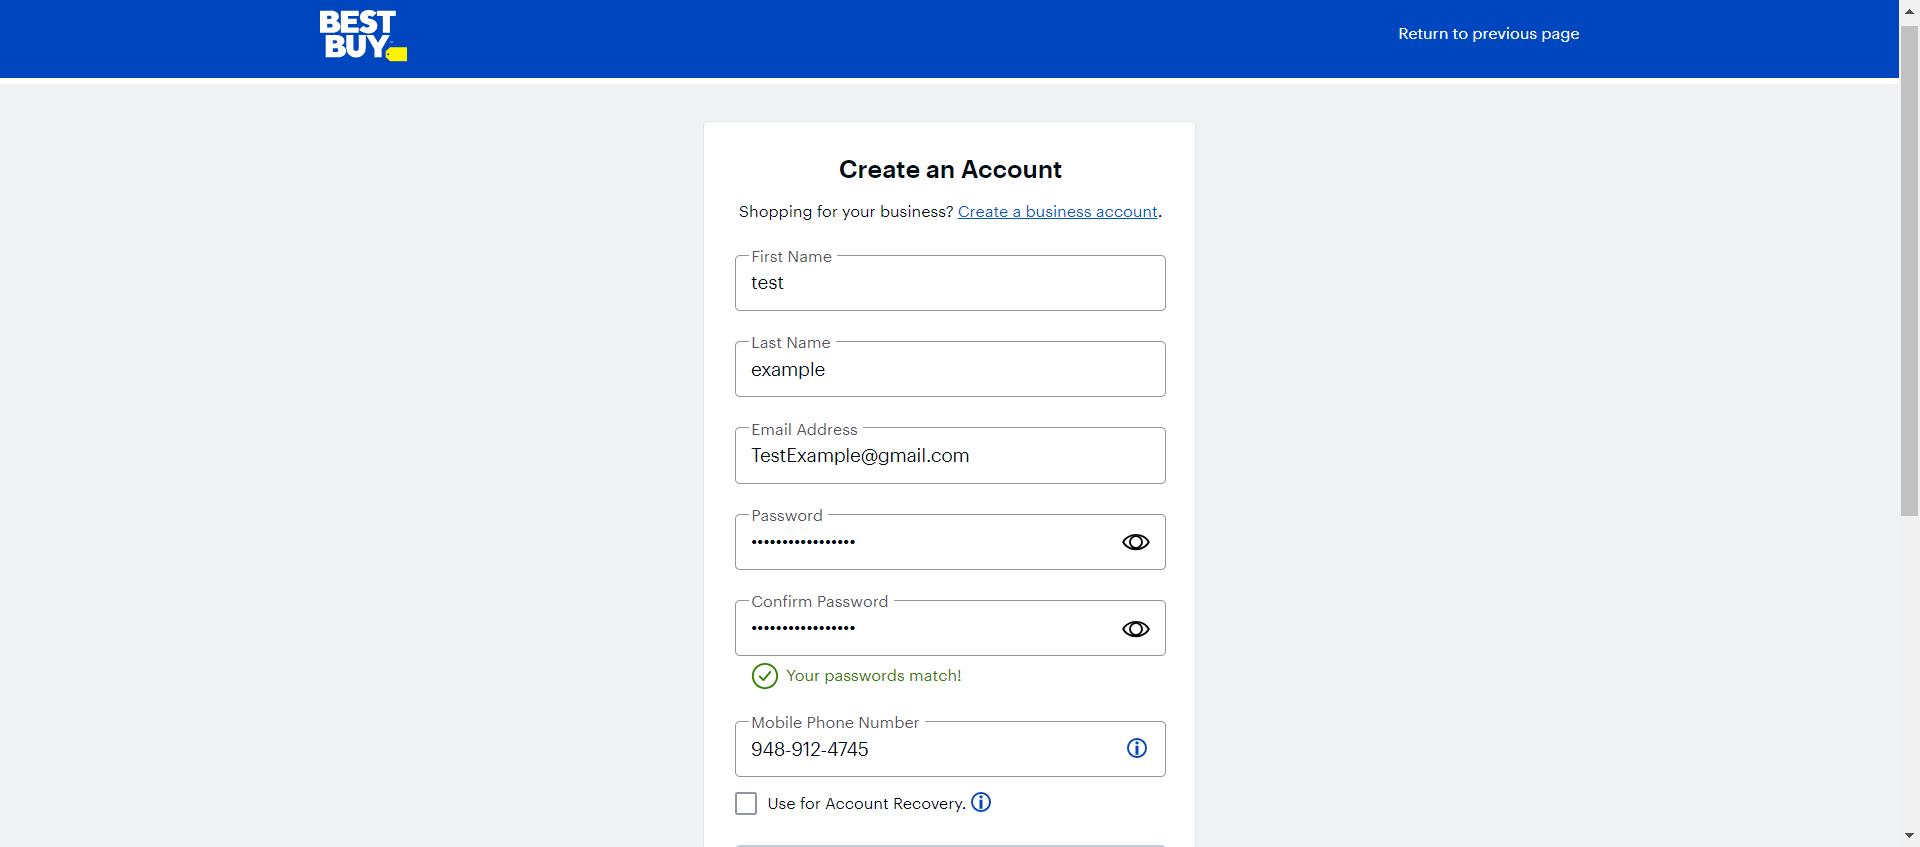 BEST
BUY
Return to previous page
Create an Account
Shopping for your business? Create a business account.
First Name
test
Last Name
example
Email Address
TestExample@gmail.com
Password
•••••••••••••••••
Confirm Password
•••••••••••••••••
Your passwords match!
Mobile Phone Number
948-912-4745
Use for Account Recovery.